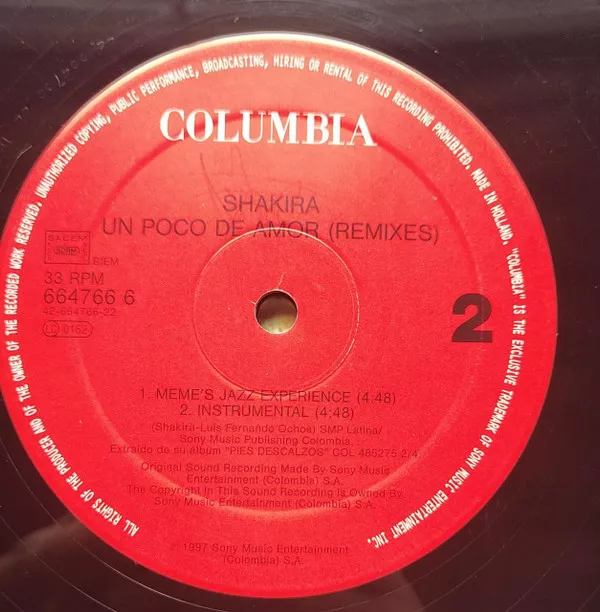 ALL RIGHTS OF THE PRODUCER AND OF THE OWNER OF THE RECORDED WORK RESERVED. UNAUTHORIZED COPYING, PUBLIC PERFORMANCE, BROADCASTING, HIRING OR RENTAL OF THIS RECORDING PROHIBITED. MADE IN HOLLAND. "COLUMBIA" IS THE EXCLUSIVE TRADEMARK OF SONY MUSIC ENTERTAINMENT INC.
COLUMBIA
SHAKIRA
UN POCO DE AMOR (REMIXES)
SACEM
BIEM
33 RPM
664766 6
42-664766-22
LC 0162
2
1. MEME'S JAZZ EXPERIENCE (4:48)
2. INSTRUMENTAL (4:48)
(Shakira-Luis Fernando Ochoa) SMP Latina/
Sony Music Publishing Colombia.
Extraído de su álbum "PIES DESCALZOS" COL 485275 2/4
Original Sound Recording Made By Sony Music
Entertainment (Colombia) S.A.
The Copyright In This Sound Recording Is Owned By
Sony Music Entertainment (Colombia) S.A.
1997 Sony Music Entertainment
(Colombia) S.A.